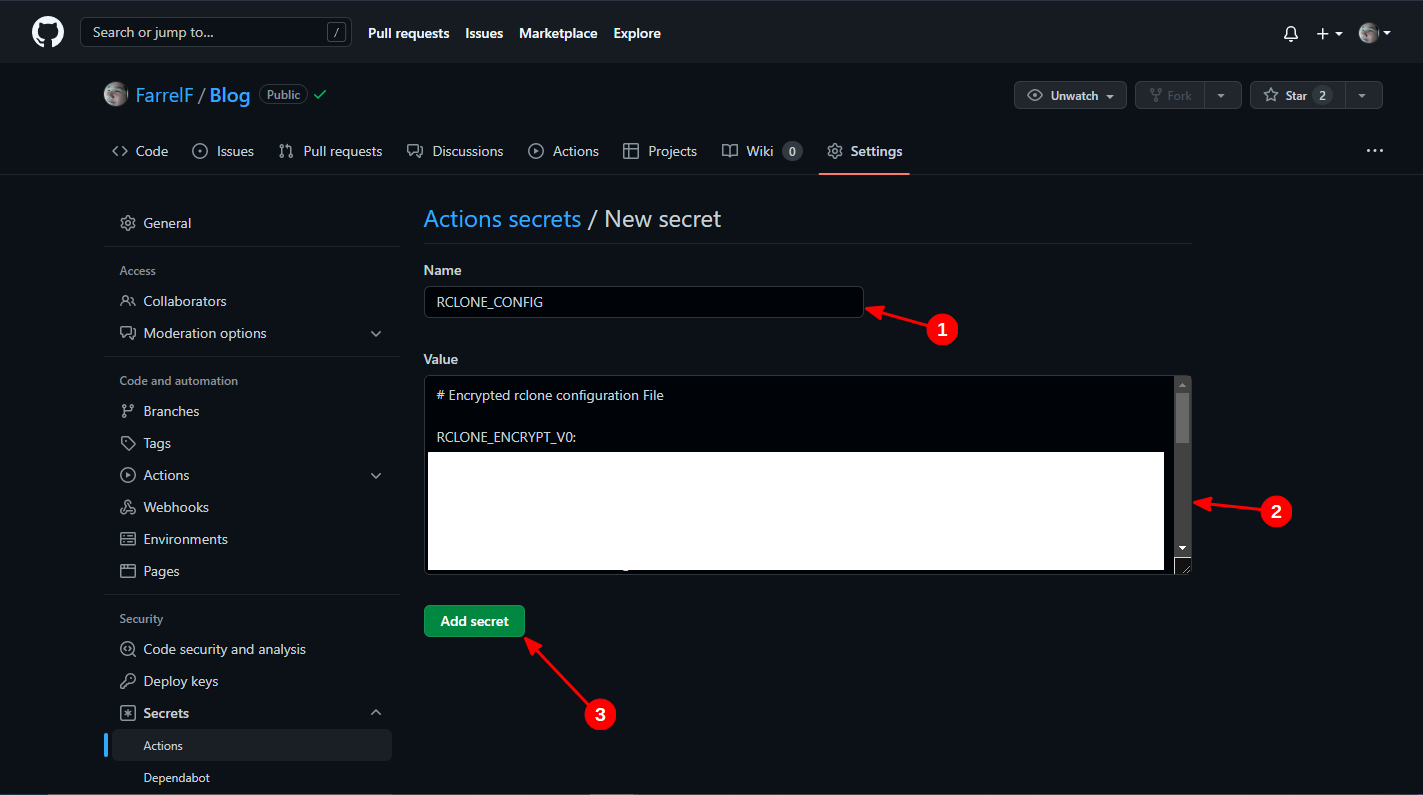 Search or jump to... /
Pull requests Issues Marketplace Explore
FarrelF / Blog Public
Unwatch Fork Star 2
Code Issues Pull requests Discussions Actions Projects Wiki 0 Settings
General
Access
Collaborators
Moderation options
Code and automation
Branches
Tags
Actions
Webhooks
Environments
Pages
Security
Code security and analysis
Deploy keys
Secrets
Actions
Dependabot
Actions secrets / New secret
Name
RCLONE_CONFIG
1
Value
# Encrypted rclone configuration File
RCLONE_ENCRYPT_V0:
2
Add secret
3